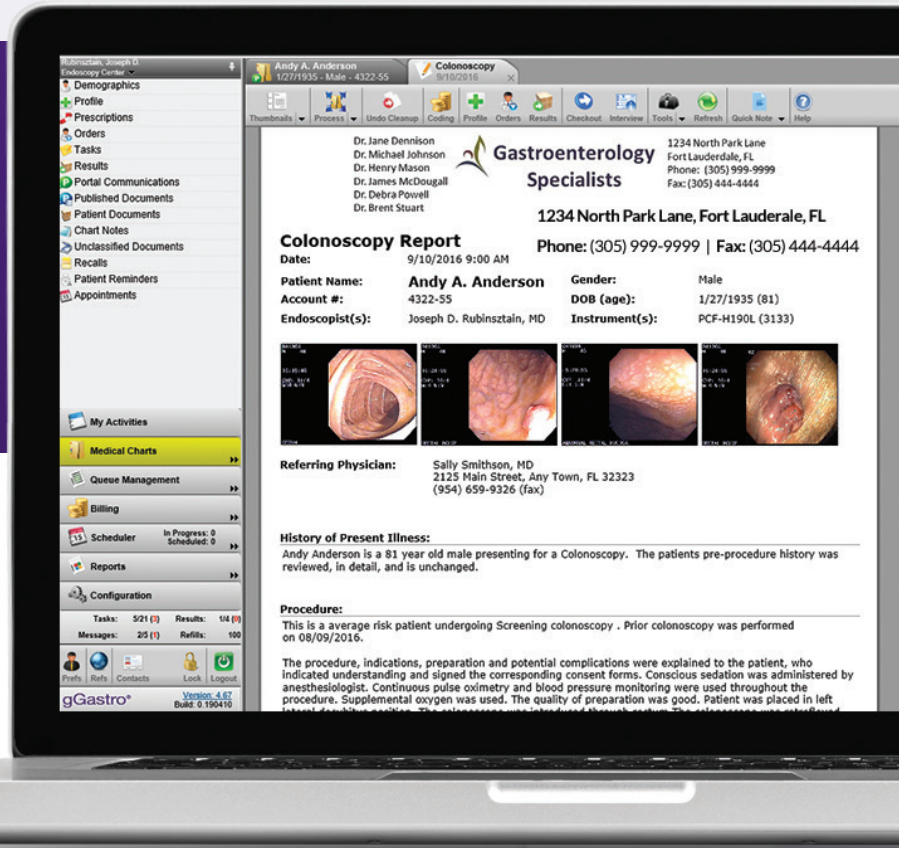 Rubinsztain, Joseph D.
Endoscopy Center
Demographics
Profile
Prescriptions
Orders
Tasks
Results
Portal Communications
Published Documents
Patient Documents
Chart Notes
Unclassified Documents
Recalls
Patient Reminders
Appointments
My Activities
Medical Charts
Queue Management
Billing
Scheduler In Progress: 0
Scheduled: 0
Reports
Configuration
Tasks: 5/21 (3) Results: 1/4 (0)
Messages: 2/5 (1) Refills: 100
Prefs Refs Contacts Lock Logout
gGastro® Version: 4.67
Build: 0.190410
Andy A. Anderson
1/27/1935 - Male - 4322-55
Colonoscopy
9/10/2016
Thumbnails Process Undo Cleanup Coding Profile Orders Results Checkout Interview Tools Refresh Quick Note Help
Dr. Jane Dennison
Dr. Michael Johnson
Dr. Henry Mason
Dr. James McDougall
Dr. Debra Powell
Dr. Brent Stuart
Gastroenterology
Specialists
1234 North Park Lane
Fort Lauderdale, FL
Phone: (305) 999-9999
Fax: (305) 444-4444
1234 North Park Lane, Fort Lauderale, FL
Phone: (305) 999-9999 | Fax: (305) 444-4444
Colonoscopy Report
Date: 9/10/2016 9:00 AM
Patient Name: Andy A. Anderson Gender: Male
Account #: 4322-55 DOB (age): 1/27/1935 (81)
Endoscopist(s): Joseph D. Rubinsztain, MD Instrument(s): PCF-H190L (3133)
Referring Physician: Sally Smithson, MD
2125 Main Street, Any Town, FL 32323
(954) 659-9326 (fax)
History of Present Illness:
Andy Anderson is a 81 year old male presenting for a Colonoscopy. The patients pre-procedure history was
reviewed, in detail, and is unchanged.
Procedure:
This is a average risk patient undergoing Screening colonoscopy . Prior colonoscopy was performed
on 08/09/2016.
The procedure, indications, preparation and potential complications were explained to the patient, who
indicated understanding and signed the corresponding consent forms. Conscious sedation was administered by
anesthesiologist. Continuous pulse oximetry and blood pressure monitoring were used throughout the
procedure. Supplemental oxygen was used. The quality of preparation was good. Patient was placed in left
lateral decubitus position. The colonoscope was introduced through rectum The colonoscope was retroflexed